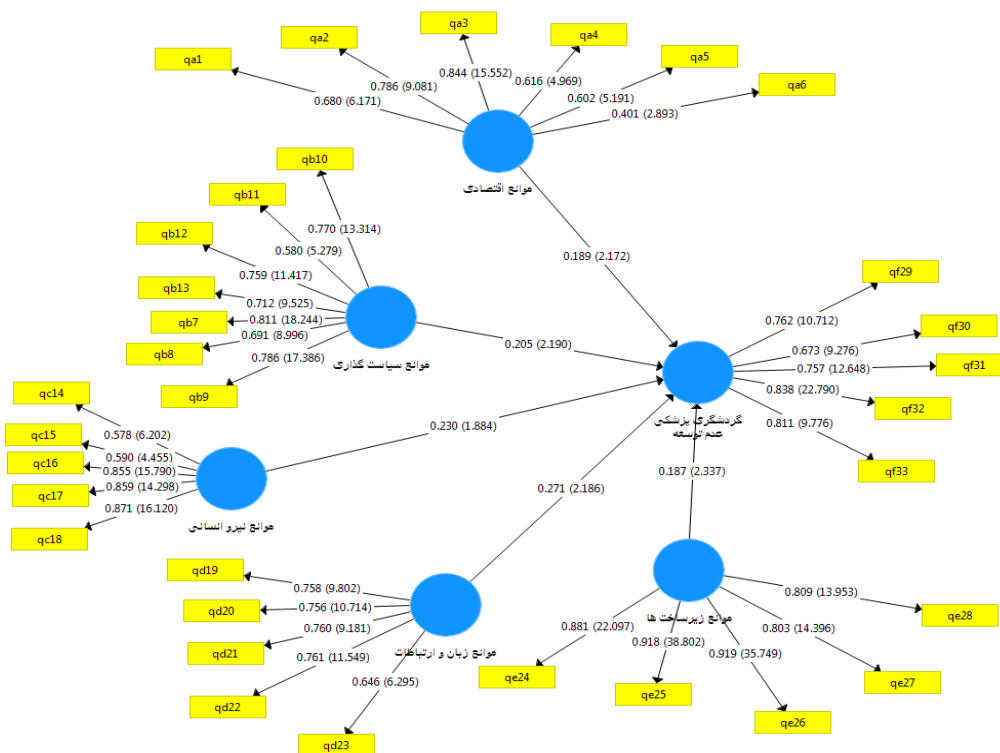 qa1
qa2
qa3
qa4
qa5
qa6
0.680 (6.171)
0.786 (9.081)
0.844 (15.552)
0.616 (4.969)
0.602 (5.191)
0.401 (2.893)
موانع اقتصادی
0.189 (2.172)
qb10
qb11
qb12
qb13
qb7
qb8
qb9
0.770 (13.314)
0.580 (5.279)
0.759 (11.417)
0.712 (9.525)
0.811 (18.244)
0.691 (8.996)
0.786 (17.386)
موانع سیاست گذاری
0.205 (2.190)
qf29
qf30
qf31
qf32
qf33
0.762 (10.712)
0.673 (9.276)
0.757 (12.648)
0.838 (22.790)
0.811 (9.776)
گردشگری پزشکی
عدم توسعه
qc14
qc15
qc16
qc17
qc18
0.578 (6.202)
0.590 (4.455)
0.855 (15.790)
0.859 (14.298)
0.871 (16.120)
موانع نیرو انسانی
0.230 (1.884)
0.271 (2.186)
0.187 (2.337)
qd19
qd20
qd21
qd22
qd23
0.758 (9.802)
0.756 (10.714)
0.760 (9.181)
0.761 (11.549)
0.646 (6.295)
موانع زبان و ارتباطات
موانع زیرساخت ها
0.881 (22.097)
0.918 (38.802)
0.919 (35.749)
0.803 (14.396)
0.809 (13.953)
qe24
qe25
qe26
qe27
qe28